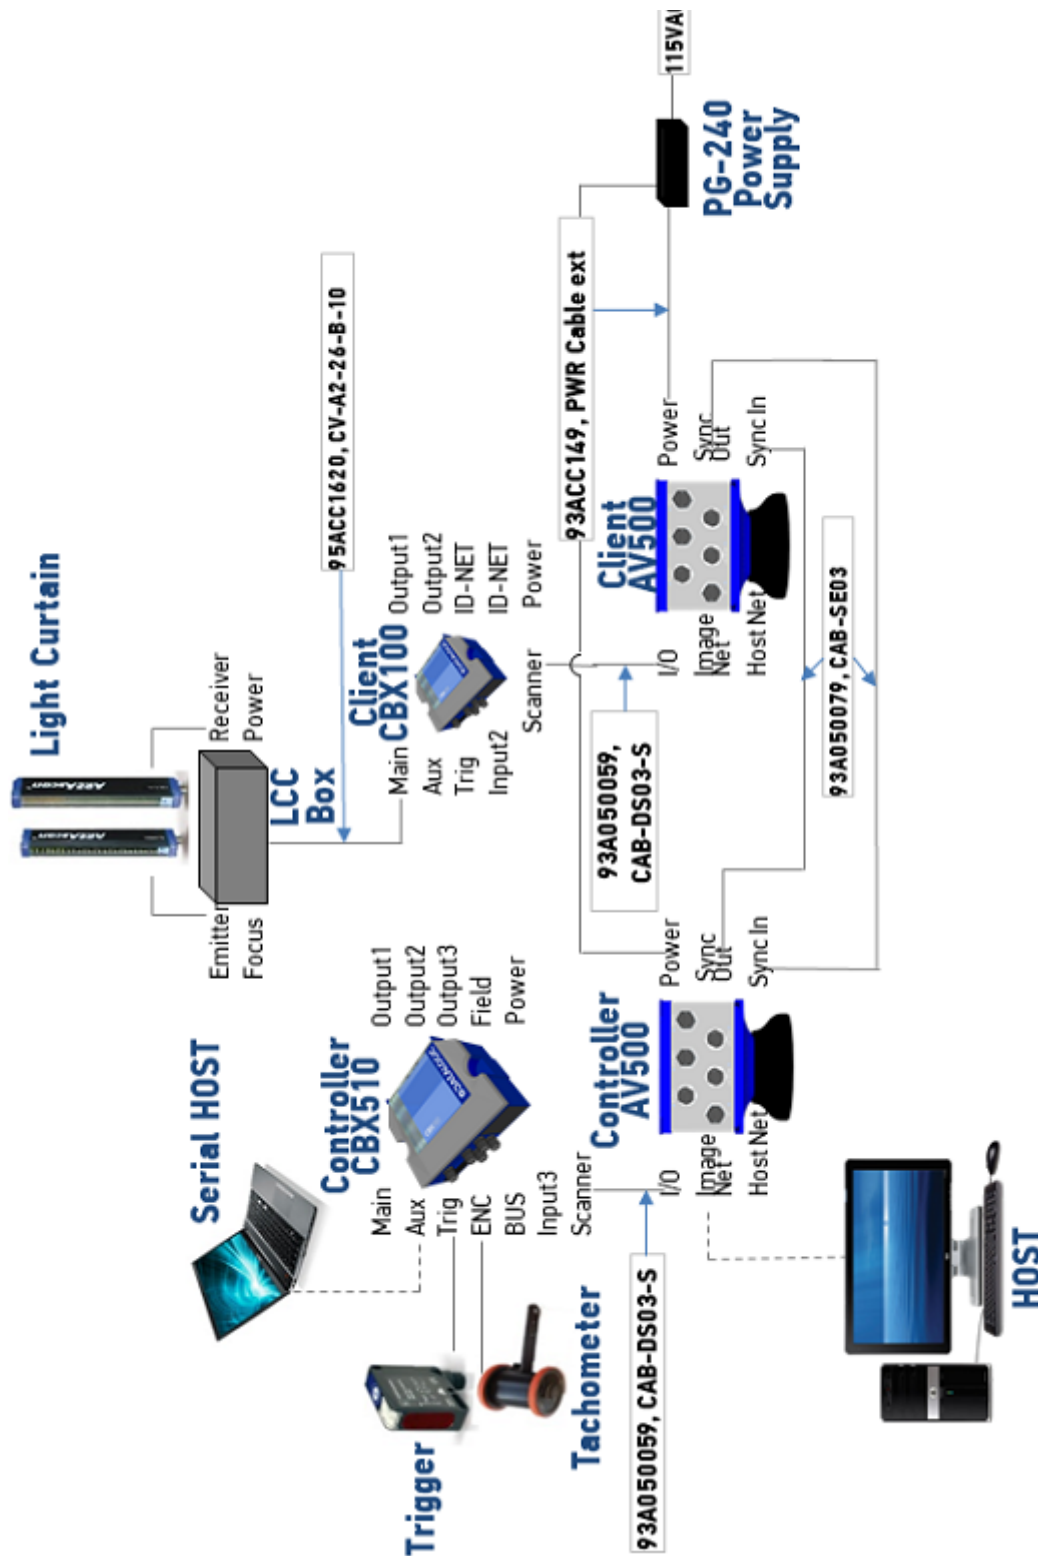 Light Curtain
Emitter
Focus
Receiver
Power
LCC
Box
95ACC1620, CV-A2-26-B-10
Serial HOST
Controller
CBX510
Main
Aux
Trig
ENC
BUS
Input3
Scanner
Output1
Output2
Output3
Field
Power
Client
CBX100
Main
Aux
Trig
Input2
Scanner
Output1
Output2
ID-NET
ID-NET
Power
Trigger
Tachometer
93A050059, CAB-DS03-S
93A050059,
CAB-DS03-S
93ACC149, PWR Cable ext
Controller
AV500
I/O
Image
Net
Host Net
Power
Sync
Out
Sync In
Client
AV500
I/O
Image
Net
Host Net
Power
Sync
Out
Sync In
PG-240
Power
Supply
93A050079, CAB-SE03
HOST